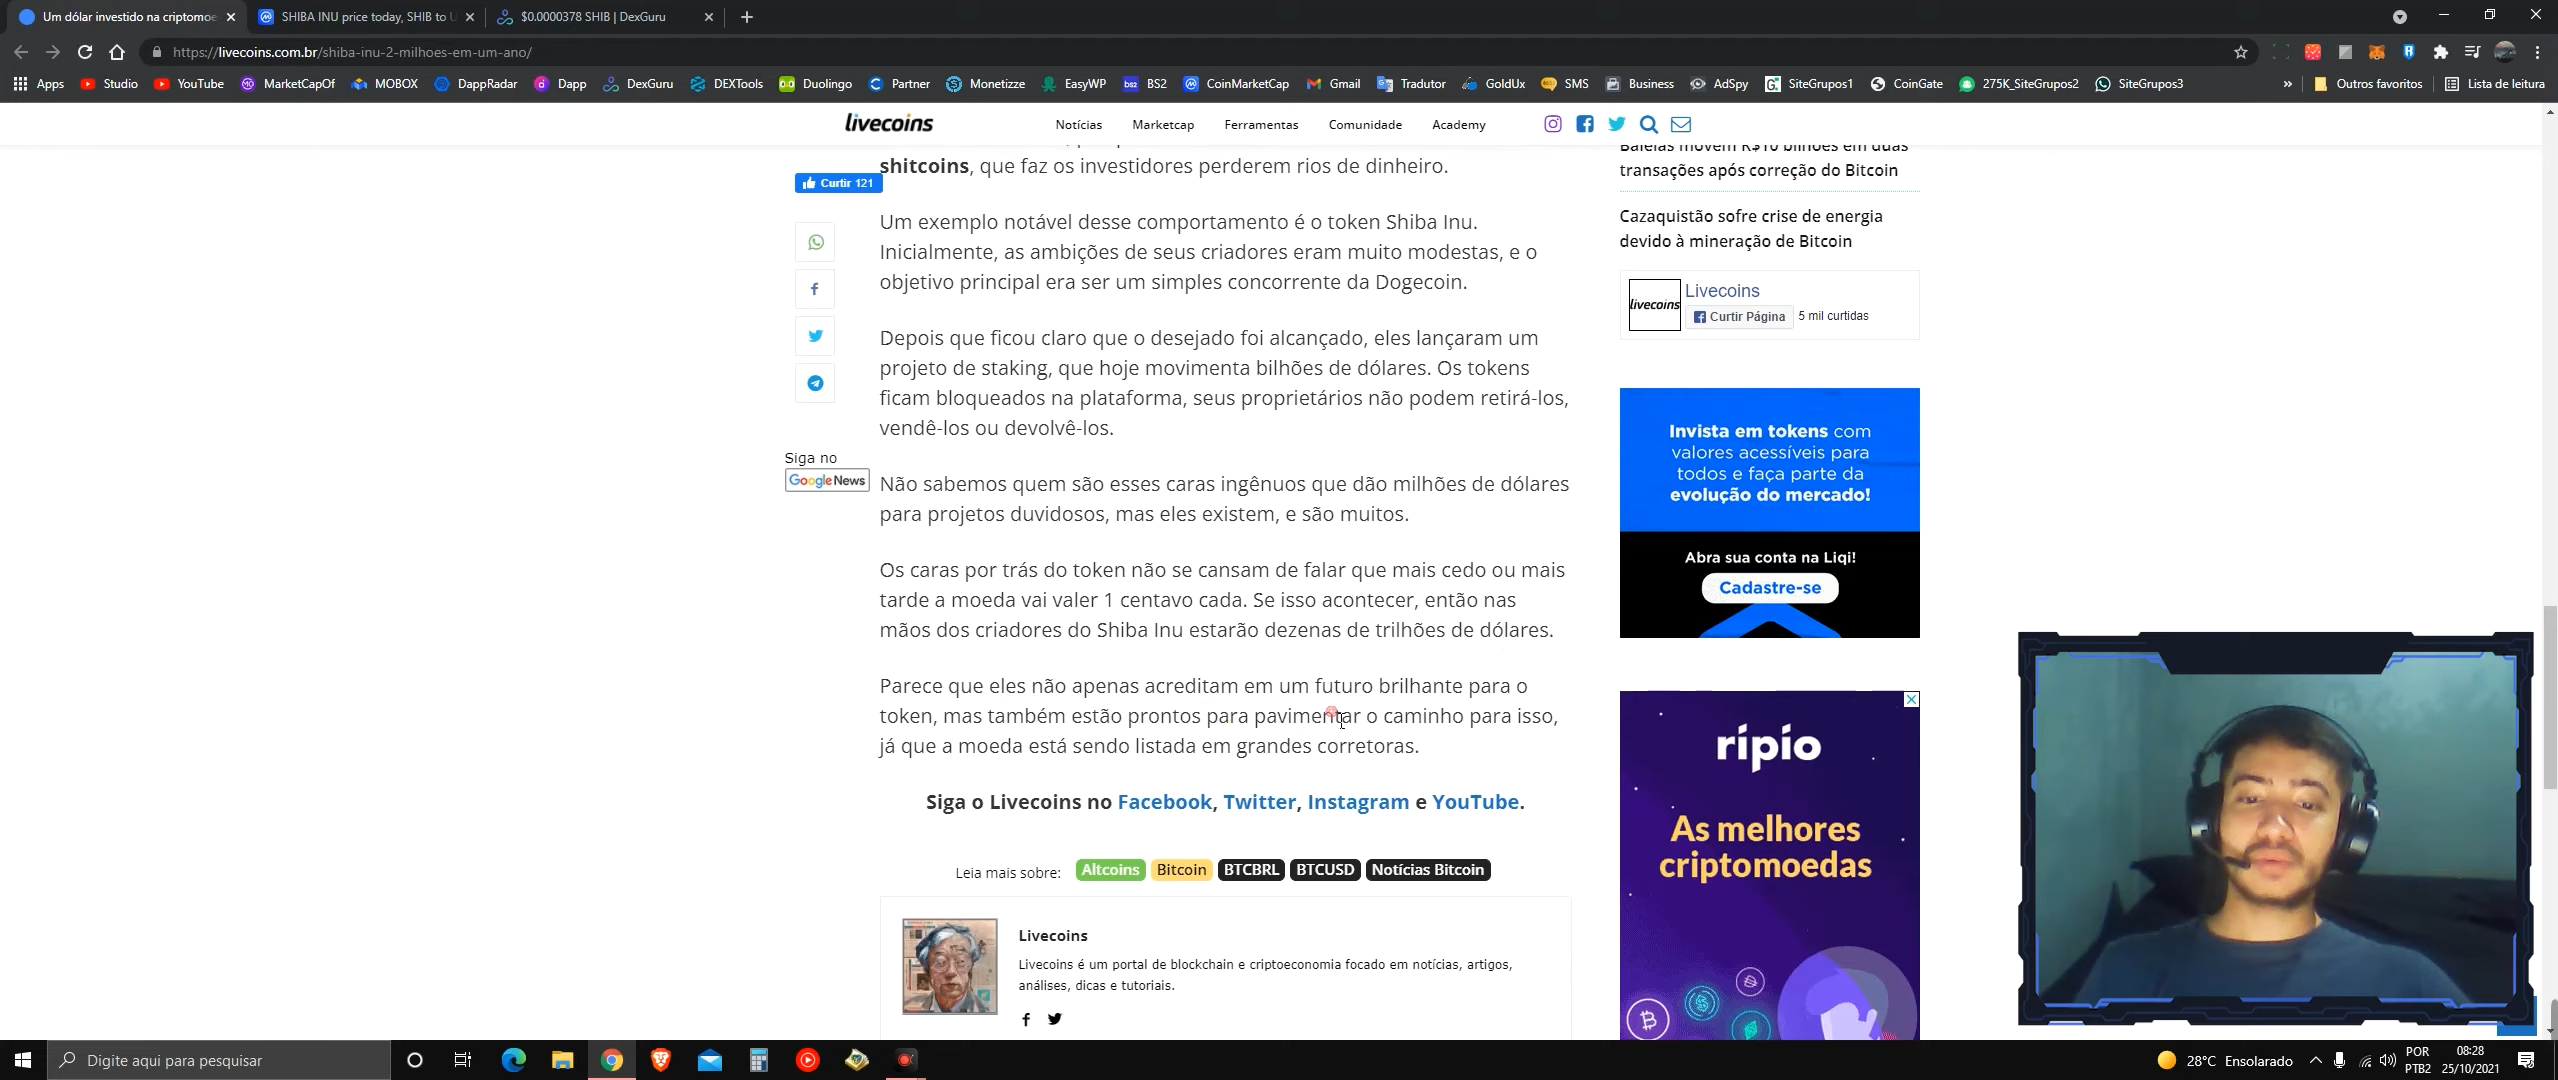 Um dólar investido na criptomoe
SHIBA INU price today, SHIB to U
$0.0000378 SHIB | DexGuru
https://livecoins.com.br/shiba-inu-2-milhoes-em-um-ano/
Apps Studio YouTube MarketCapOf MOBOX DappRadar Dapp DexGuru DEXTools Duolingo Partner Monetizze EasyWP BS2 CoinMarketCap Gmail Tradutor GoldUx SMS Business AdSpy SiteGrupos1 CoinGate 275K_SiteGrupos2 SiteGrupos3 » Outros favoritos Lista de leitura
livecoins
Notícias Marketcap Ferramentas Comunidade Academy
shitcoins, que faz os investidores perderem rios de dinheiro.
Curtir 121
Um exemplo notável desse comportamento é o token Shiba Inu.
Inicialmente, as ambições de seus criadores eram muito modestas, e o
objetivo principal era ser um simples concorrente da Dogecoin.
Depois que ficou claro que o desejado foi alcançado, eles lançaram um
projeto de staking, que hoje movimenta bilhões de dólares. Os tokens
ficam bloqueados na plataforma, seus proprietários não podem retirá-los,
vendê-los ou devolvê-los.
Siga no
Google News
Não sabemos quem são esses caras ingênuos que dão milhões de dólares
para projetos duvidosos, mas eles existem, e são muitos.
Os caras por trás do token não se cansam de falar que mais cedo ou mais
tarde a moeda vai valer 1 centavo cada. Se isso acontecer, então nas
mãos dos criadores do Shiba Inu estarão dezenas de trilhões de dólares.
Parece que eles não apenas acreditam em um futuro brilhante para o
token, mas também estão prontos para pavimentar o caminho para isso,
já que a moeda está sendo listada em grandes corretoras.
Siga o Livecoins no Facebook, Twitter, Instagram e YouTube.
Leia mais sobre: Altcoins Bitcoin BTCBRL BTCUSD Notícias Bitcoin
Livecoins
Livecoins é um portal de blockchain e criptoeconomia focado em notícias, artigos,
análises, dicas e tutoriais.
Baleias movem R$10 bilhões em duas
transações após correção do Bitcoin
Cazaquistão sofre crise de energia
devido à mineração de Bitcoin
livecoins
Livecoins
Curtir Página 5 mil curtidas
Invista em tokens com
valores acessíveis para
todos e faça parte da
evolução do mercado!
Abra sua conta na Liqi!
Cadastre-se
ripio
As melhores
criptomoedas
Digite aqui para pesquisar
28°C Ensolarado
POR
PTB2
08:28
25/10/2021